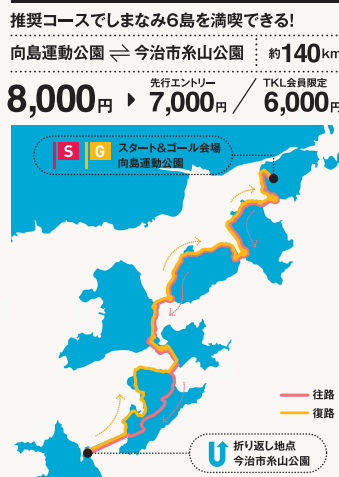 推奨コースでしまなみ6島を満喫できる!
向島運動公園 ⇌ 今治市糸山公園 約140km
8,000円 ▶ 先行エントリー 7,000円 / TKL会員限定 6,000円
S G スタート&ゴール会場
向島運動公園
往路
復路
折り返し地点
今治市糸山公園